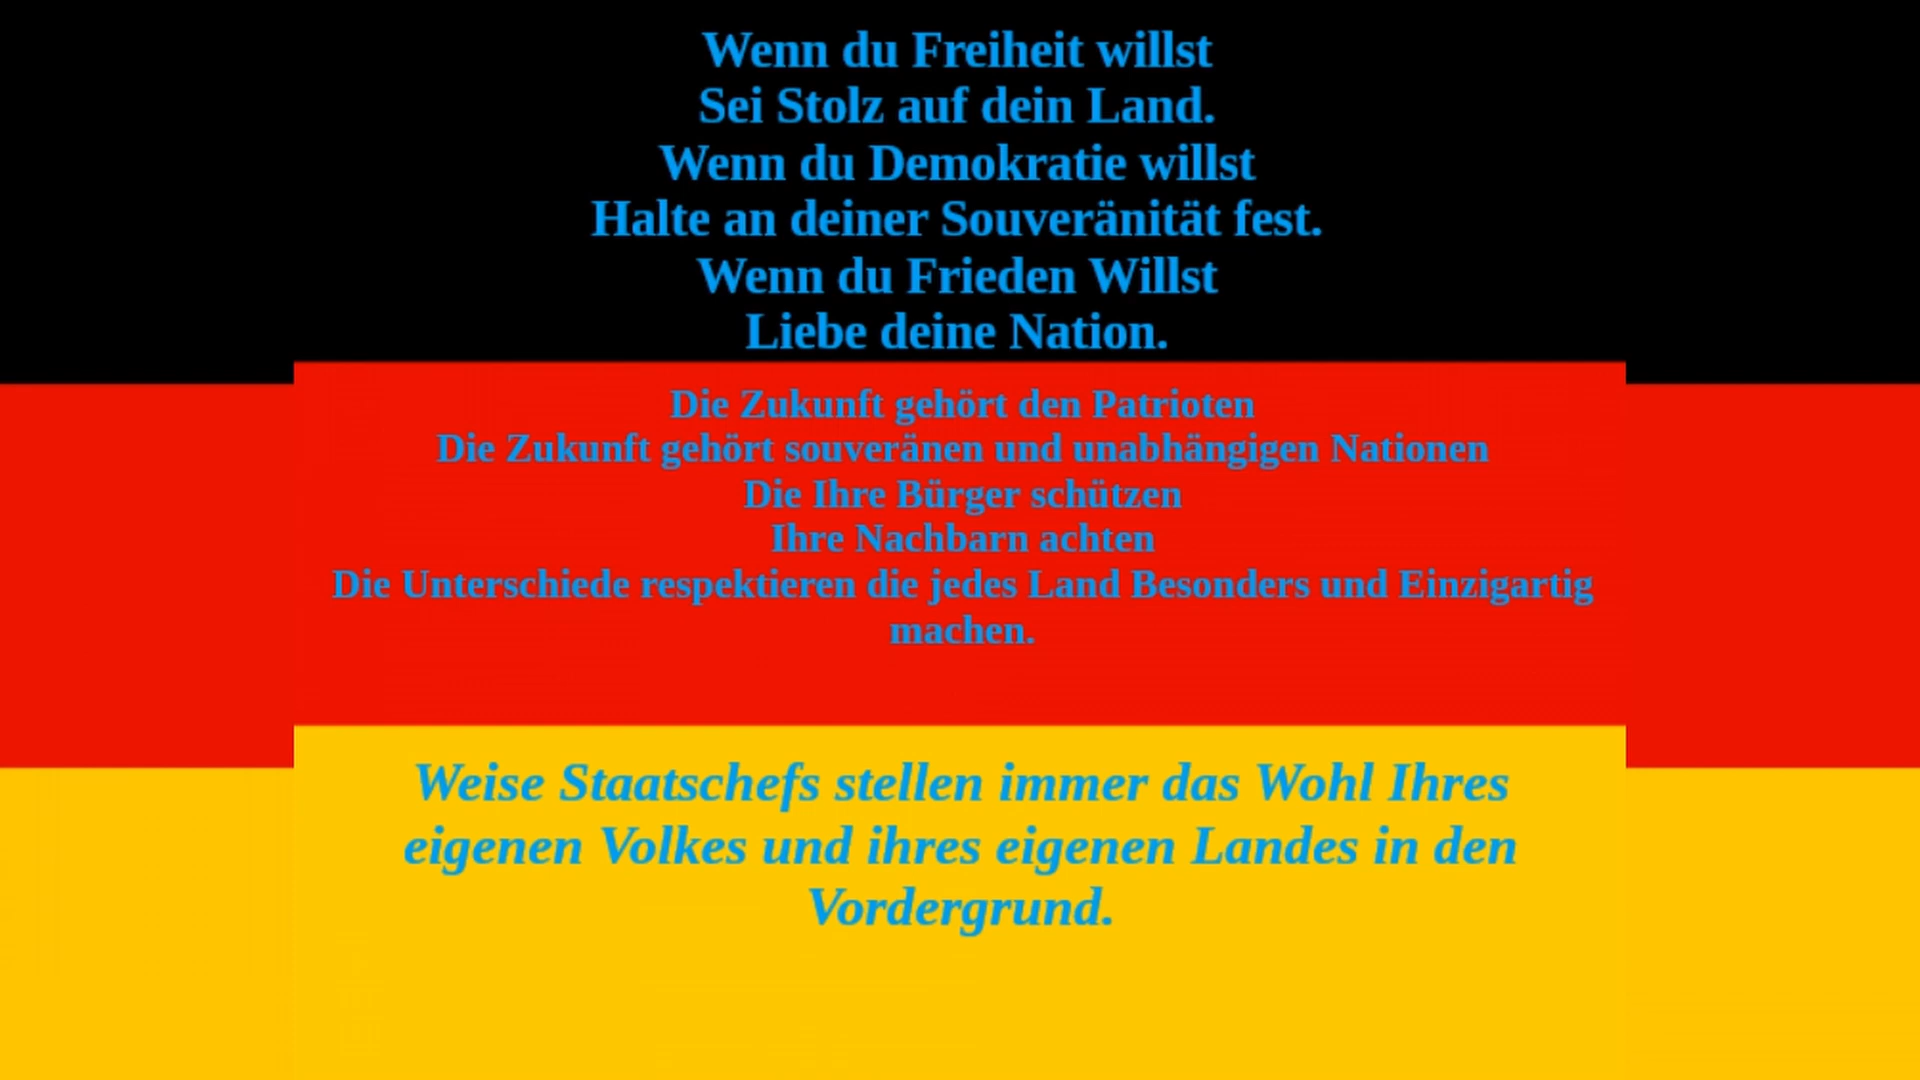 Wenn du Freiheit willst
Sei Stolz auf dein Land.
Wenn du Demokratie willst
Halte an deiner Souveränität fest.
Wenn du Frieden Willst
Liebe deine Nation.
Die Zukunft gehört den Patrioten
Die Zukunft gehört souveränen und unabhängigen Nationen
Die Ihre Bürger schützen
Ihre Nachbarn achten
Die Unterschiede respektieren die jedes Land Besonders und Einzigartig
machen.
Weise Staatschefs stellen immer das Wohl Ihres
eigenen Volkes und ihres eigenen Landes in den
Vordergrund.